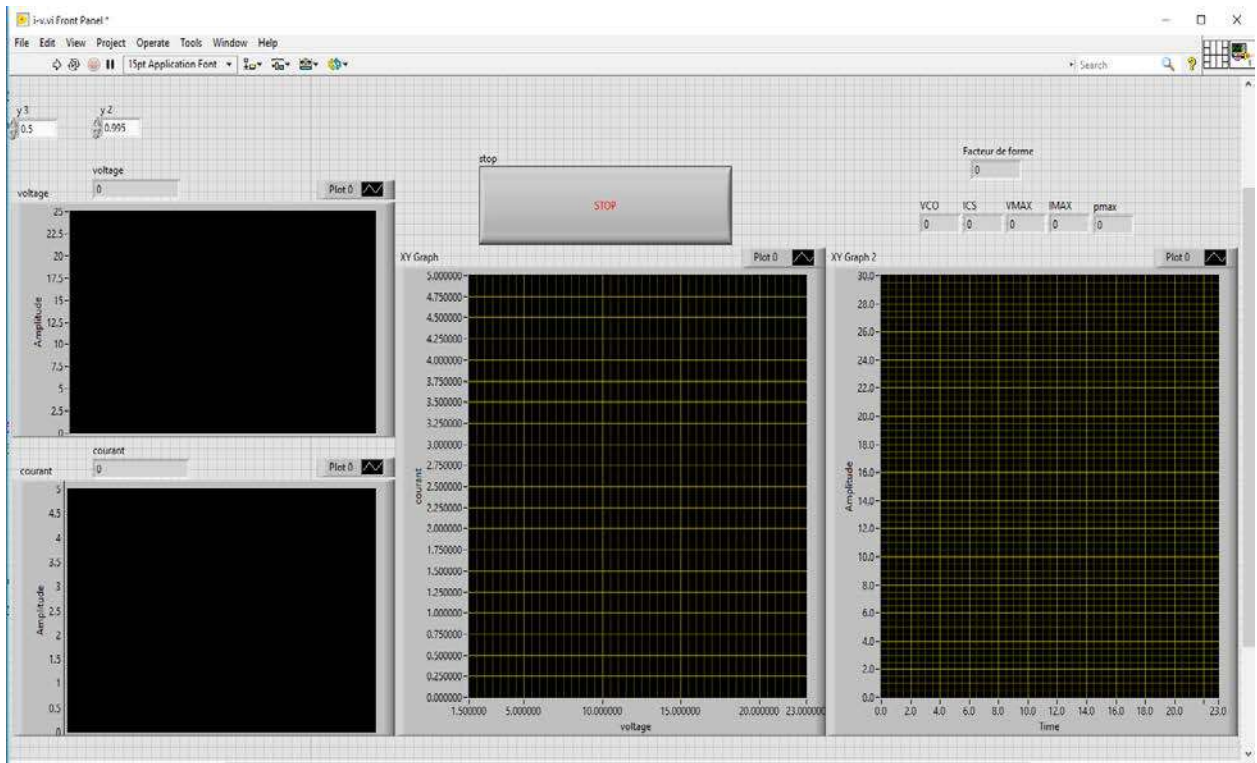 i-v.vi Front Panel *
File Edit View Project Operate Tools Window Help
15pt Application Font
Search
y 3
0.5
y 2
0.995
voltage
0
voltage
Plot 0
25
22.5
20
17.5
15
12.5
10
7.5
5
2.5
0
Amplitude
courant
0
courant
Plot 0
5
4.5
4
3.5
3
2.5
2
1.5
1
0.5
0
Amplitude
stop
STOP
XY Graph
Plot 0
5.000000
4.750000
4.500000
4.250000
4.000000
3.750000
3.500000
3.250000
3.000000
2.750000
2.500000
2.250000
2.000000
1.750000
1.500000
1.250000
1.000000
0.750000
0.500000
0.250000
0.000000
courant
1.500000 5.000000 10.000000 15.000000 20.000000 23.000000
voltage
Facteur de forme
0
VCO ICS VMAX IMAX pmax
0 0 0 0 0
XY Graph 2
Plot 0
30.0
28.0
26.0
24.0
22.0
20.0
18.0
16.0
14.0
12.0
10.0
8.0
6.0
4.0
2.0
0.0
Amplitude
0.0 2.0 4.0 6.0 8.0 10.0 12.0 14.0 16.0 18.0 20.0 23.0
Time